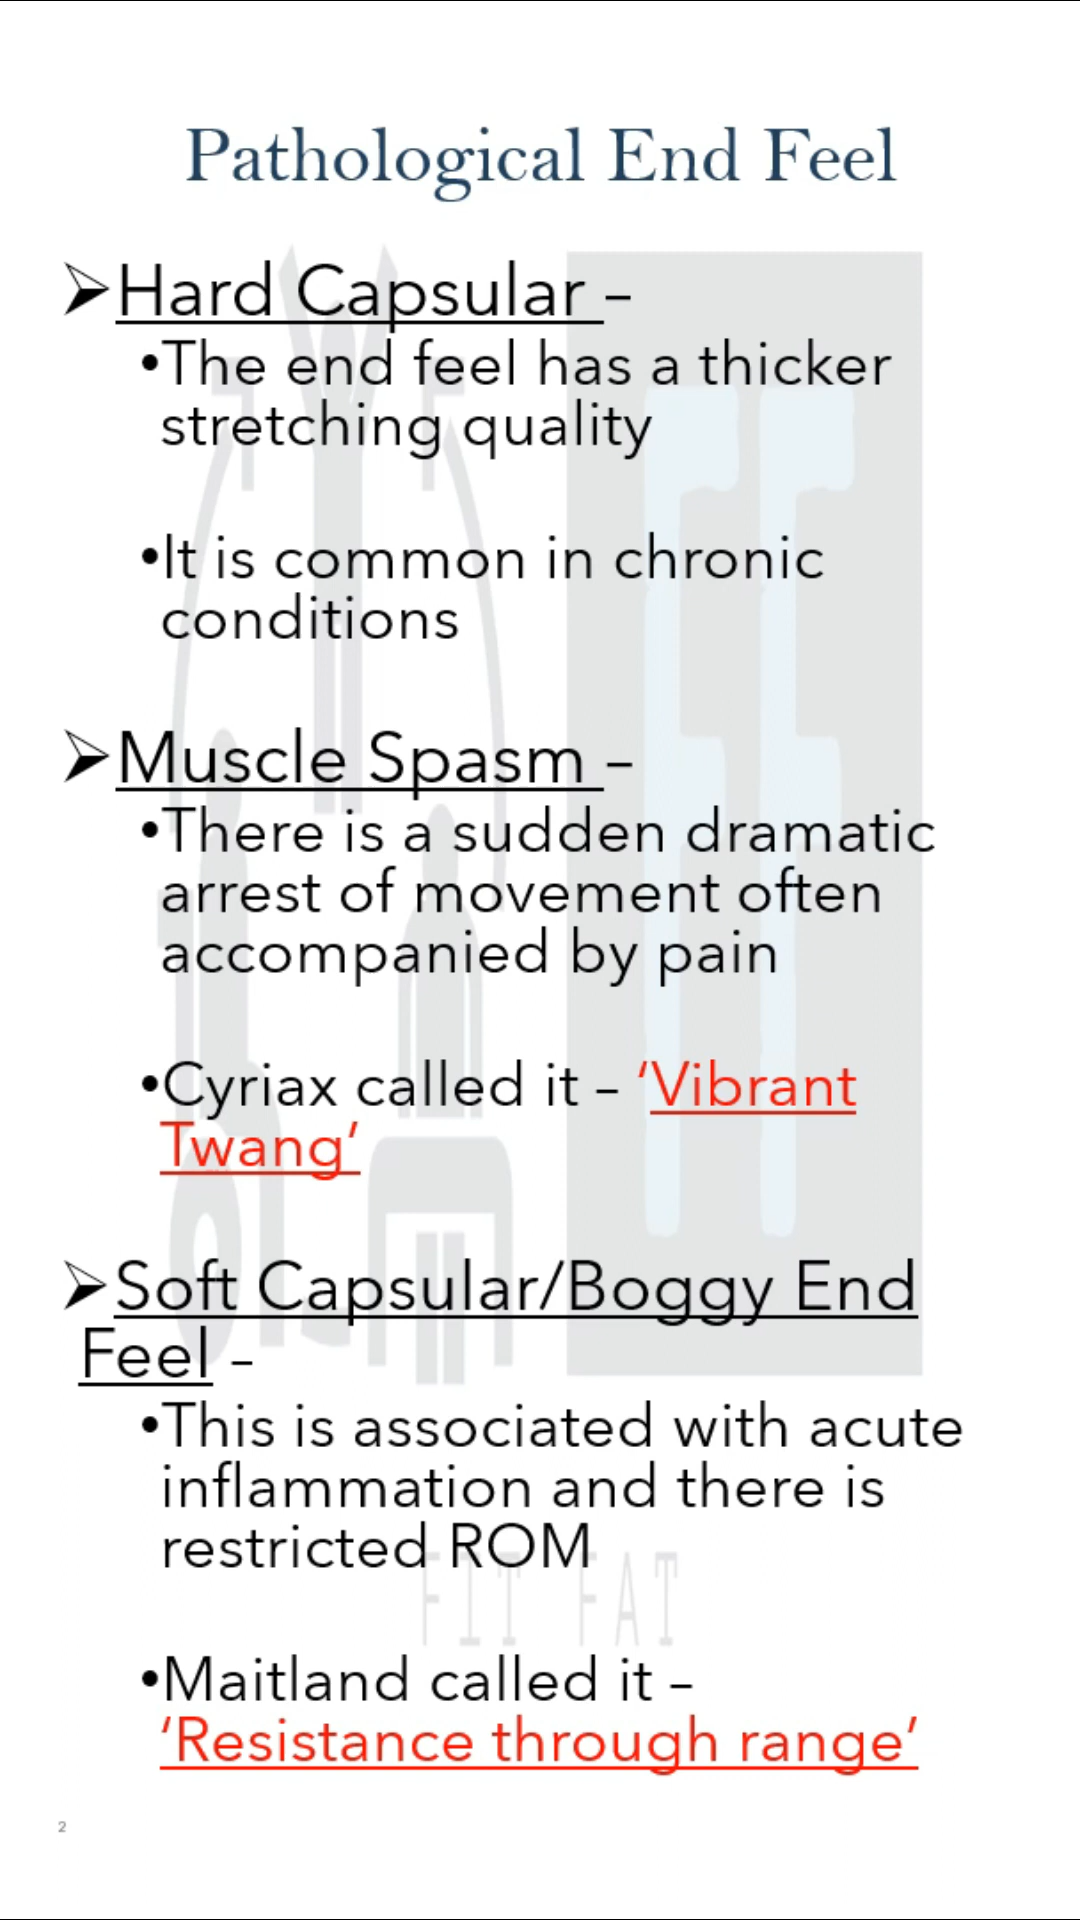 Pathological End Feel
➢Hard Capsular –
•The end feel has a thicker
stretching quality
•It is common in chronic
conditions
➢Muscle Spasm –
•There is a sudden dramatic
arrest of movement often
accompanied by pain
•Cyriax called it – ‘Vibrant
Twang’
➢Soft Capsular/Boggy End
Feel –
•This is associated with acute
inflammation and there is
restricted ROM
FIT FAT
•Maitland called it –
‘Resistance through range’
2